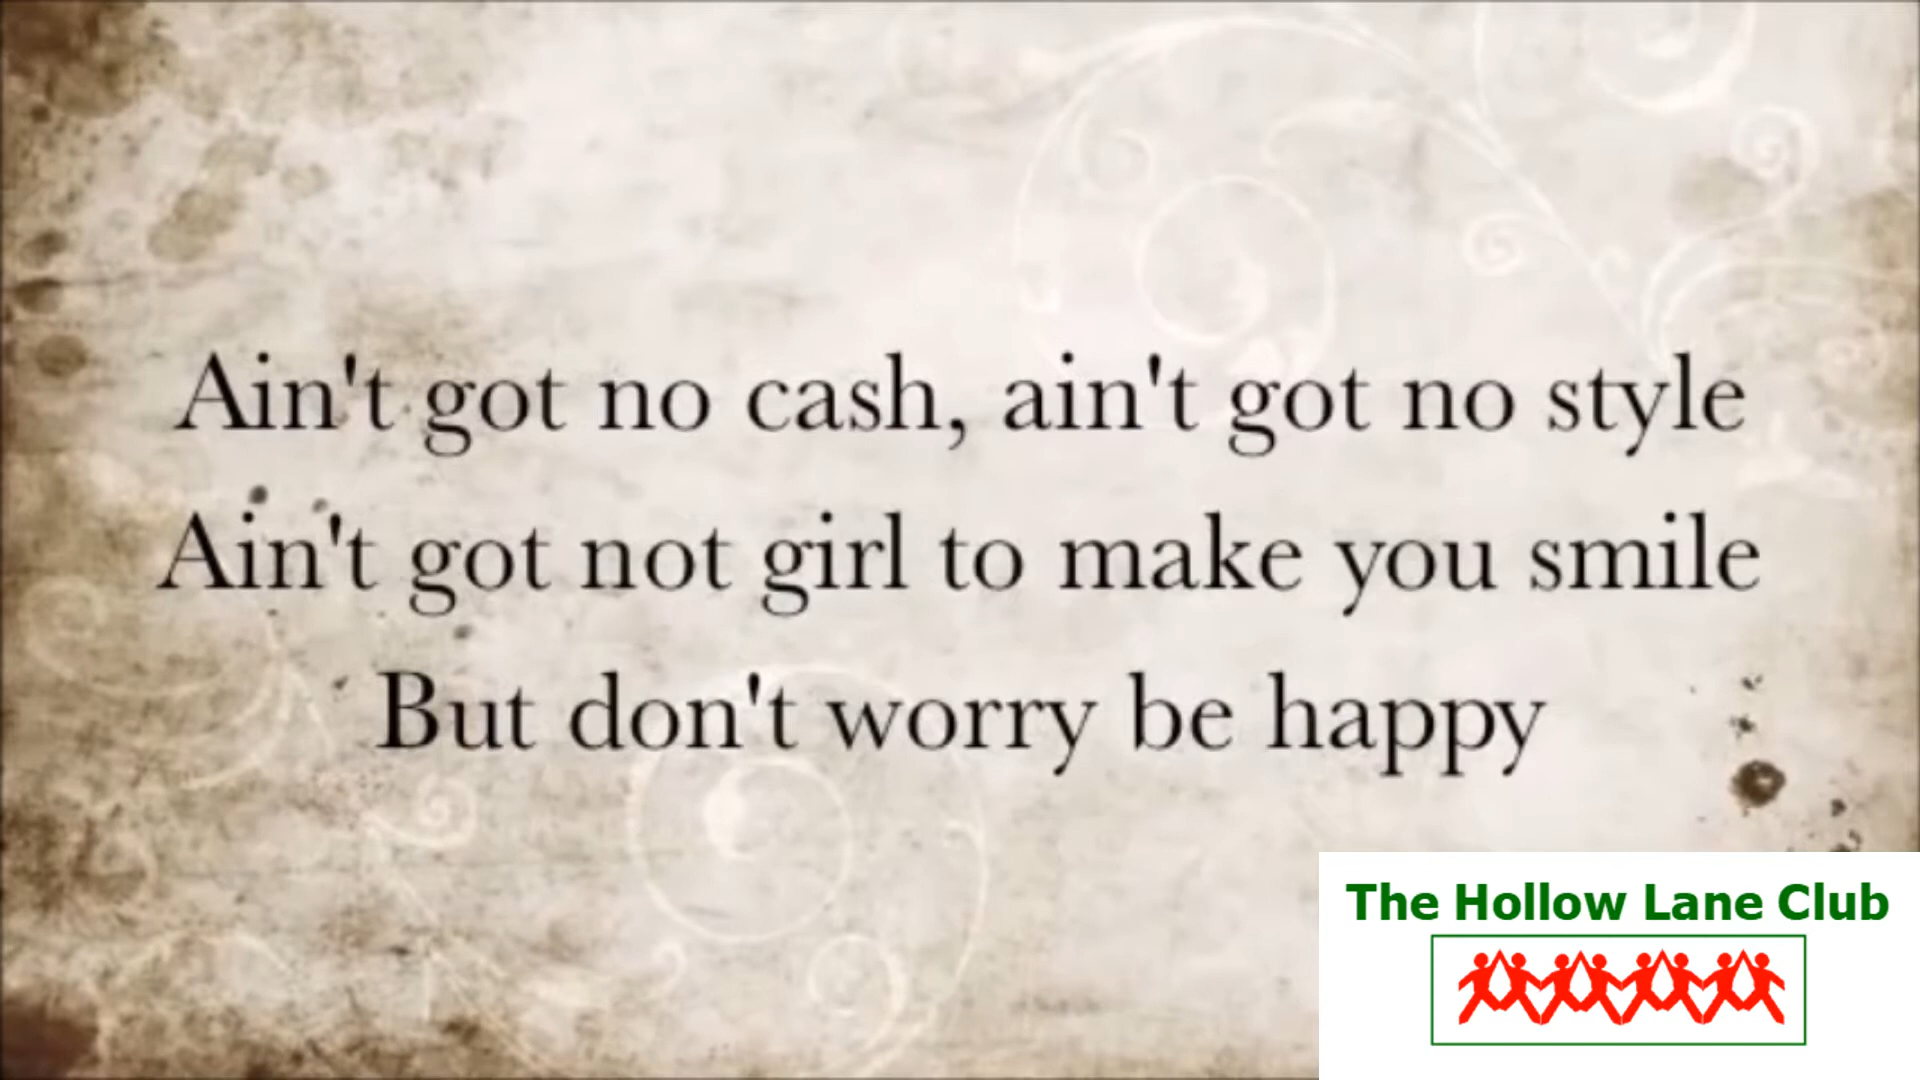 Ain't got no cash, ain't got no style
Ain't got not girl to make you smile
But don't worry be happy
The Hollow Lane Club